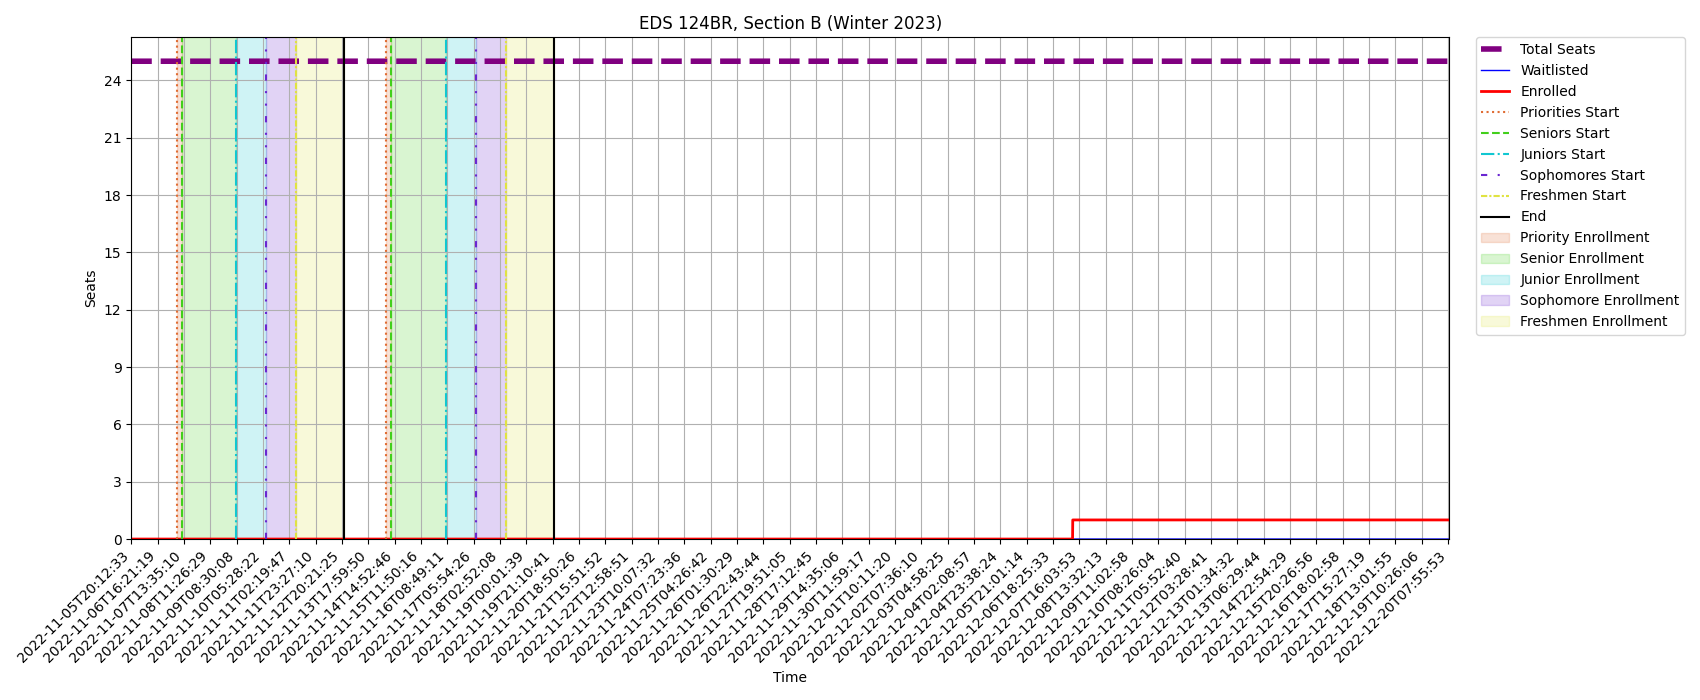 EDS 124BR, Section B (Winter 2023)
Total Seats
Waitlisted
Enrolled
Priorities Start
Seniors Start
Juniors Start
Sophomores Start
Freshmen Start
End
Priority Enrollment
Senior Enrollment
Junior Enrollment
Sophomore Enrollment
Freshmen Enrollment
Seats
24
21
18
15
12
9
6
3
0
2022-11-05T20:12:33
2022-11-06T16:21:19
2022-11-07T13:35:10
2022-11-08T11:26:29
2022-11-09T08:30:08
2022-11-10T05:28:22
2022-11-11T02:19:47
2022-11-11T23:27:10
2022-11-12T20:21:25
2022-11-13T17:59:50
2022-11-14T14:52:46
2022-11-15T11:50:16
2022-11-16T08:49:11
2022-11-17T05:54:26
2022-11-18T02:52:08
2022-11-19T00:01:39
2022-11-19T21:10:41
2022-11-20T18:50:26
2022-11-21T15:51:52
2022-11-22T12:58:51
2022-11-23T10:07:32
2022-11-24T07:23:36
2022-11-25T04:26:42
2022-11-26T01:30:29
2022-11-26T22:43:44
2022-11-27T19:51:05
2022-11-28T17:12:45
2022-11-29T14:35:06
2022-11-30T11:59:17
2022-12-01T10:11:20
2022-12-02T07:36:10
2022-12-03T04:58:25
2022-12-04T02:08:57
2022-12-04T23:38:24
2022-12-05T21:01:14
2022-12-06T18:25:33
2022-12-07T16:03:53
2022-12-08T13:32:13
2022-12-09T11:02:58
2022-12-10T08:26:04
2022-12-11T05:52:40
2022-12-12T03:28:41
2022-12-13T01:34:32
2022-12-13T06:29:44
2022-12-14T22:54:29
2022-12-15T20:26:56
2022-12-16T18:02:58
2022-12-17T15:27:19
2022-12-18T13:01:55
2022-12-19T10:26:06
2022-12-20T07:55:53
Time